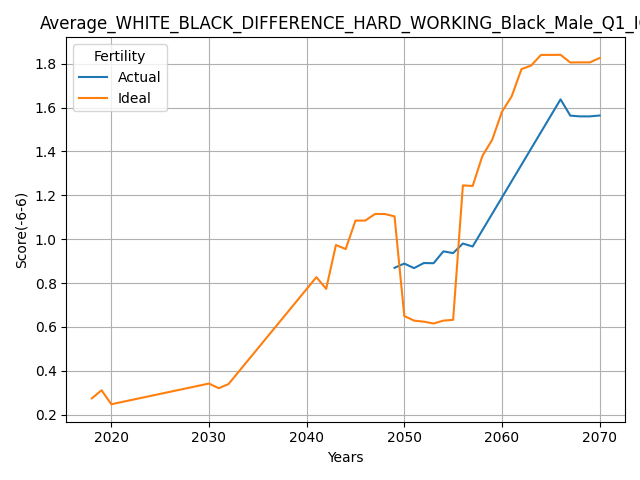 Average_WHITE_BLACK_DIFFERENCE_HARD_WORKING_Black_Male_Q1_I
Fertility
Actual
Ideal
Score(-6-6)
1.8
1.6
1.4
1.2
1.0
0.8
0.6
0.4
0.2
2020 2030 2040 2050 2060 2070
Years